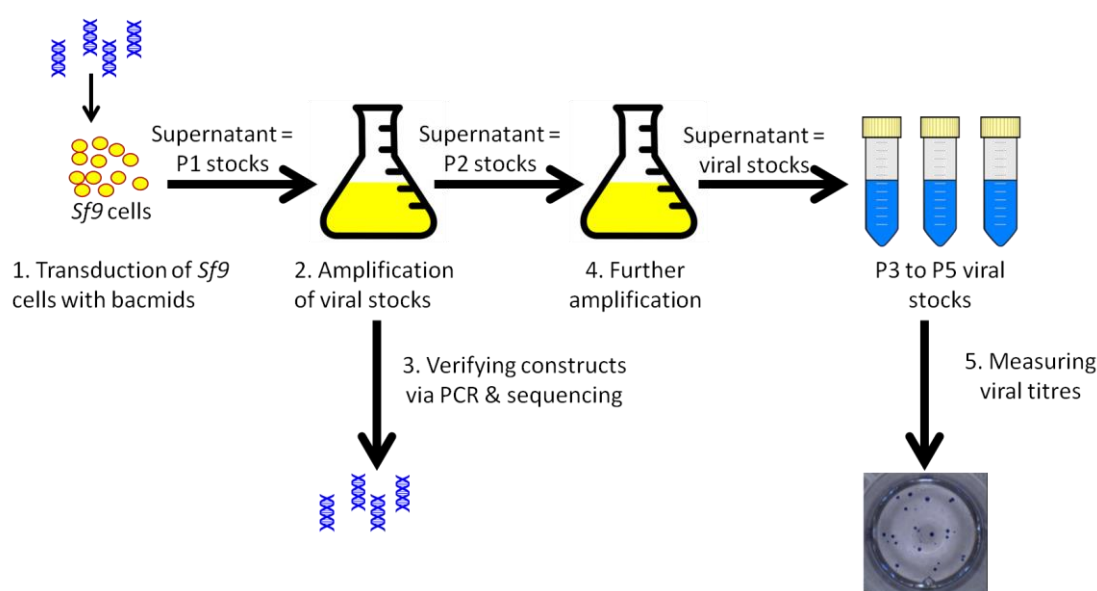 Supernatant =
P1 stocks
Supernatant =
P2 stocks
Supernatant =
viral stocks
Sf9 cells
1. Transduction of Sf9
cells with bacmids
2. Amplification
of viral stocks
4. Further
amplification
P3 to P5 viral
stocks
3. Verifying constructs
via PCR & sequencing
5. Measuring
viral titres